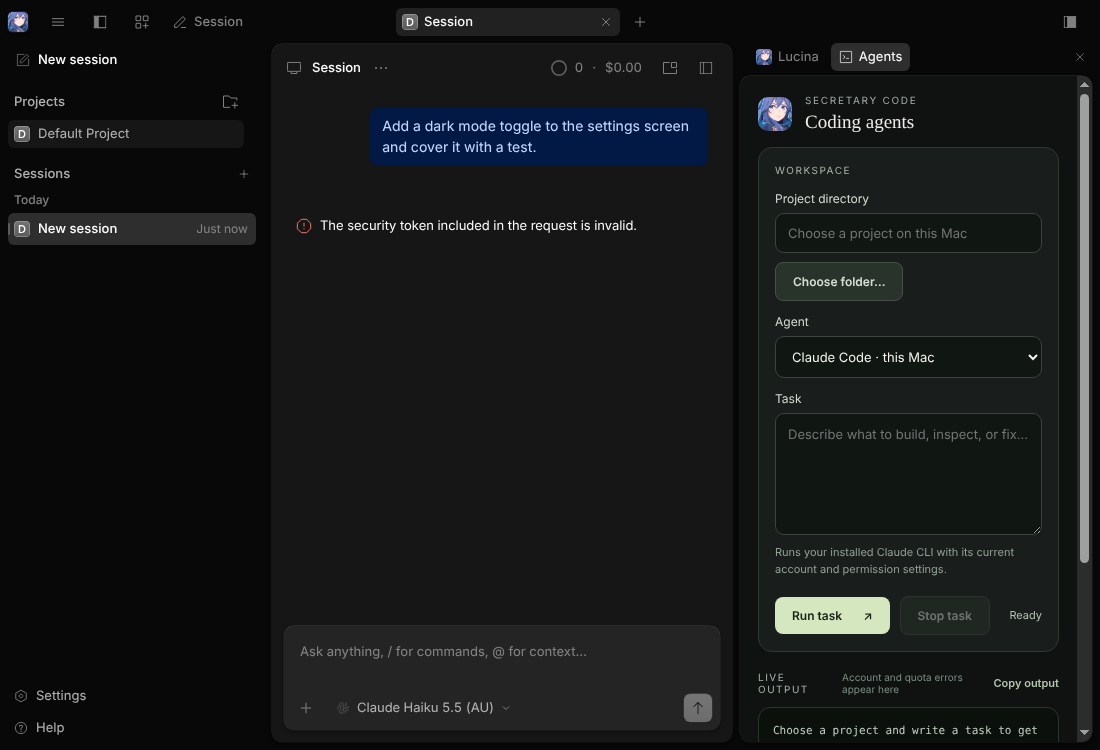 Session
D Session
New session
Projects
D Default Project
Sessions
Today
D New session Just now
Settings
Help
Session
0 · $0.00
Add a dark mode toggle to the settings screen
and cover it with a test.
The security token included in the request is invalid.
Ask anything, / for commands, @ for context...
Claude Haiku 5.5 (AU)
Lucina
Agents
SECRETARY CODE
Coding agents
WORKSPACE
Project directory
Choose a project on this Mac
Choose folder...
Agent
Claude Code · this Mac
Task
Describe what to build, inspect, or fix...
Runs your installed Claude CLI with its current
account and permission settings.
Run task
Stop task
Ready
LIVE
OUTPUT
Account and quota errors
appear here
Copy output
Choose a project and write a task to get